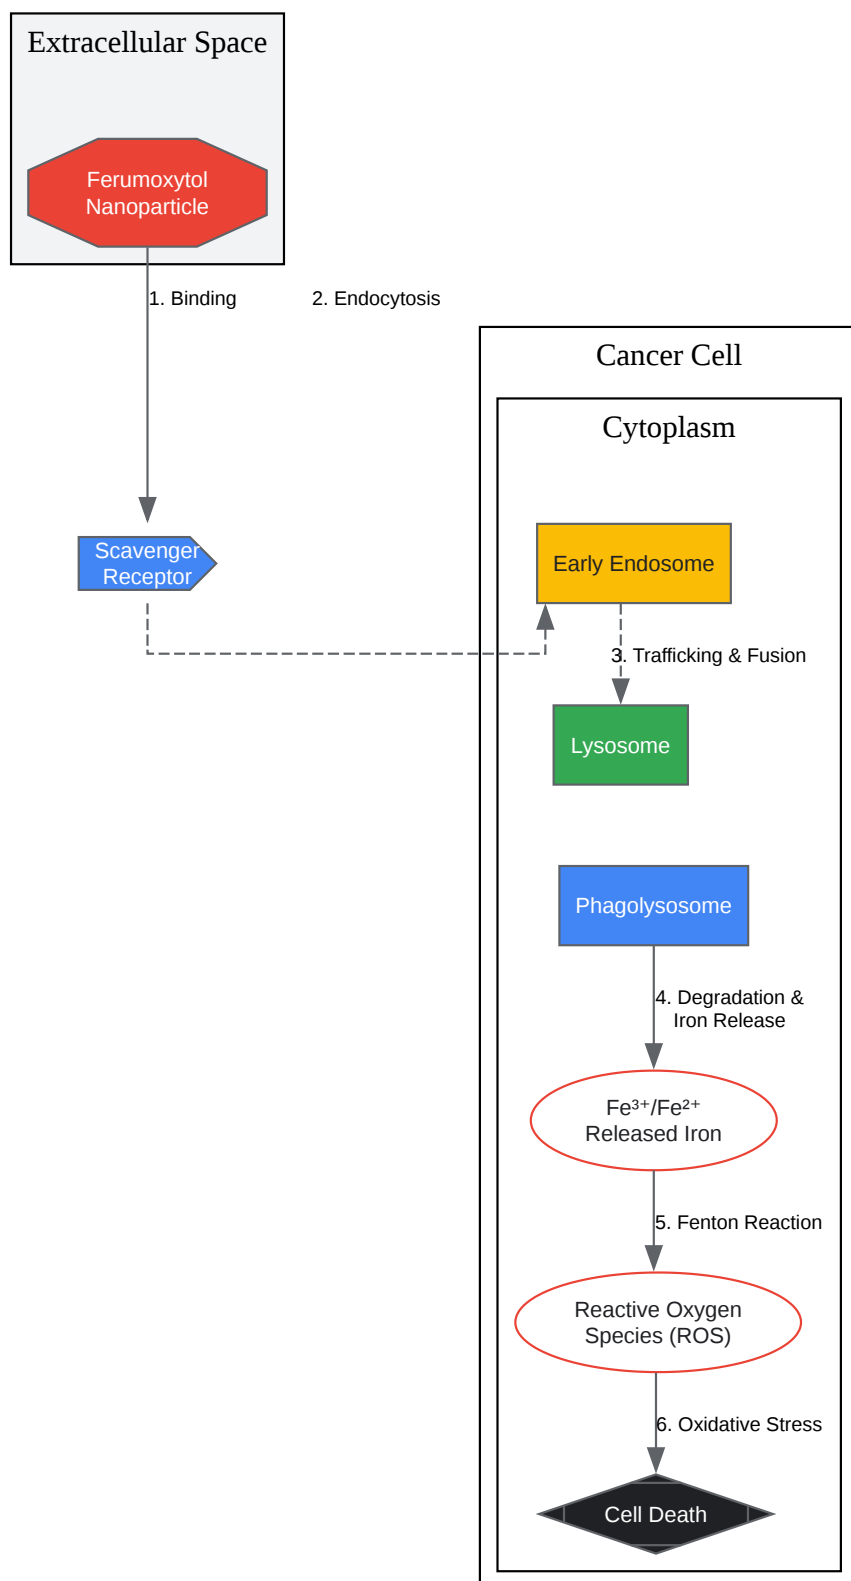 Extracellular Space
Ferumoxytol
Nanoparticle
1. Binding
2. Endocytosis
Cancer Cell
Cytoplasm
Scavenger
Receptor
Early Endosome
3. Trafficking & Fusion
Lysosome
Phagolysosome
4. Degradation &
Iron Release
Fe³⁺/Fe²⁺
Released Iron
5. Fenton Reaction
Reactive Oxygen
Species (ROS)
6. Oxidative Stress
Cell Death